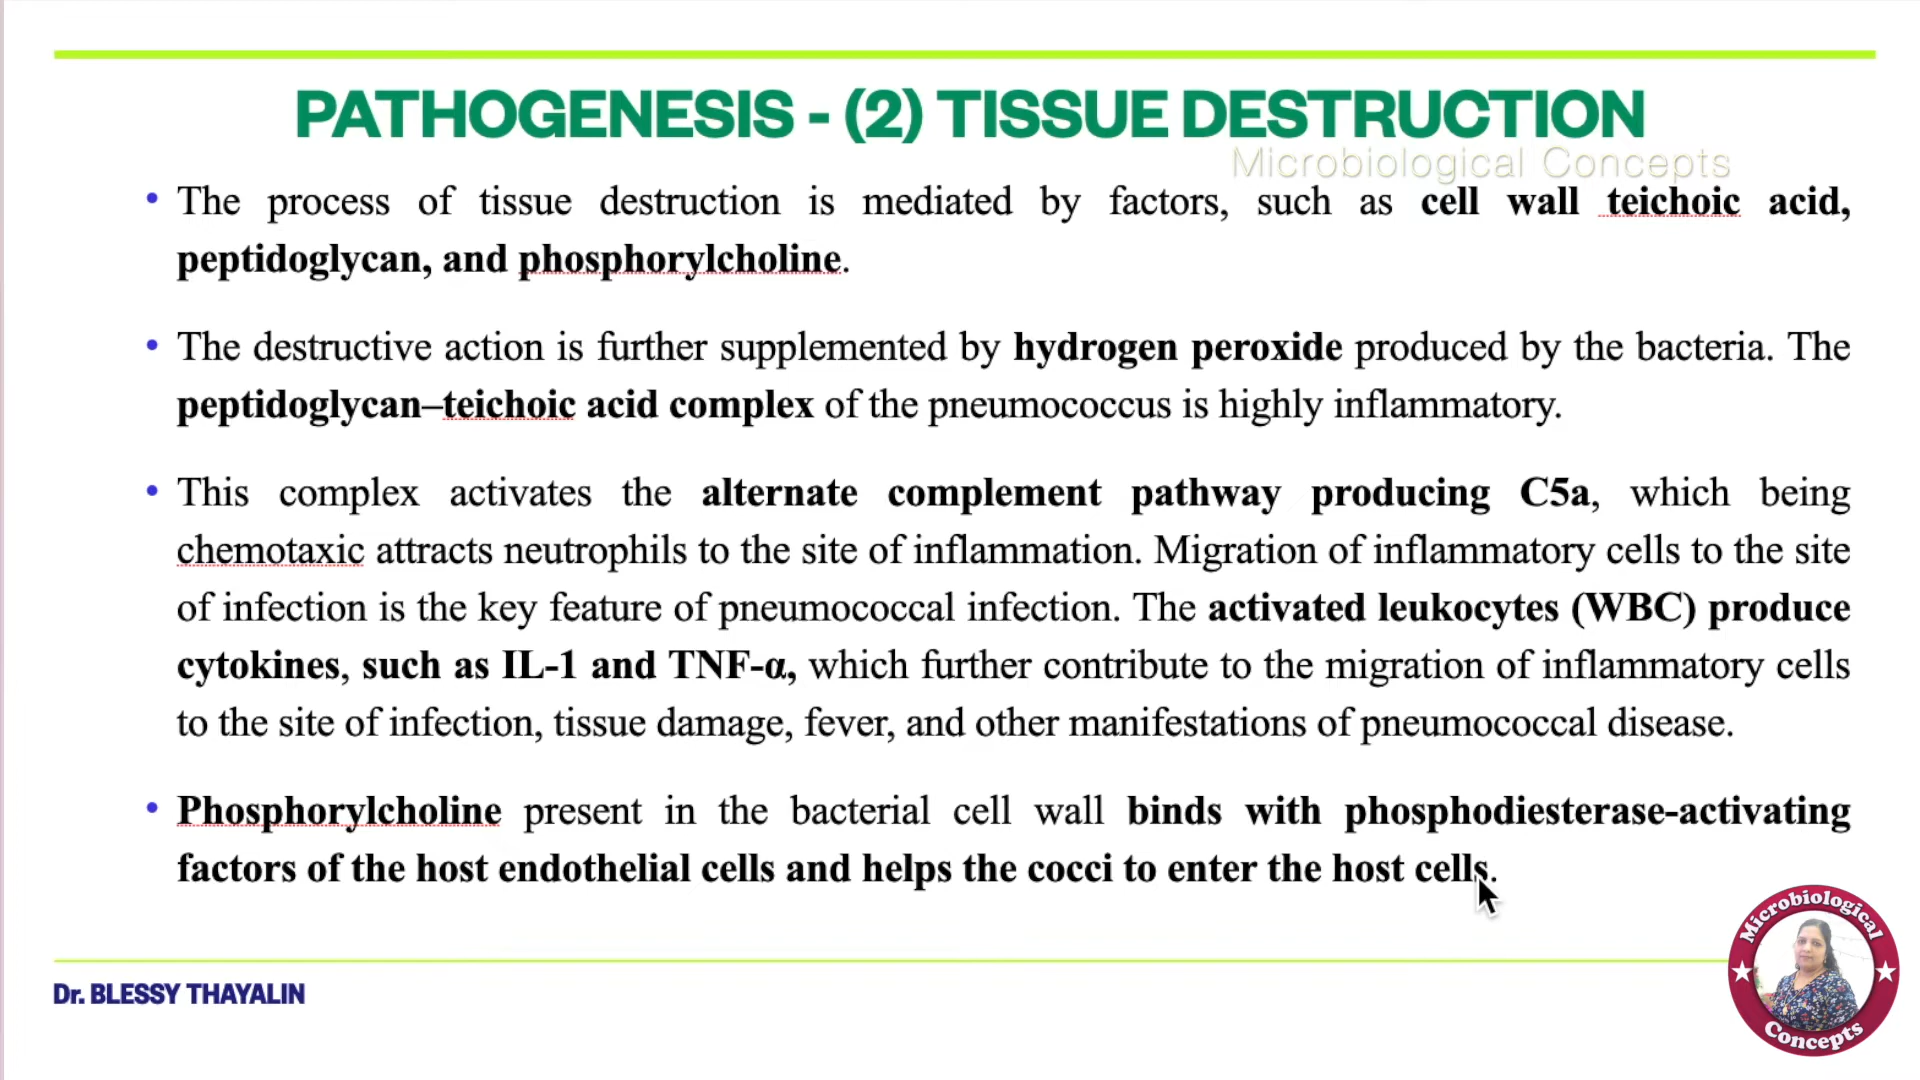 PATHOGENESIS - (2) TISSUE DESTRUCTION
Microbiological Concepts
• The process of tissue destruction is mediated by factors, such as cell wall teichoic acid,
peptidoglycan, and phosphorylcholine.
• The destructive action is further supplemented by hydrogen peroxide produced by the bacteria. The
peptidoglycan–teichoic acid complex of the pneumococcus is highly inflammatory.
• This complex activates the alternate complement pathway producing C5a, which being
chemotaxic attracts neutrophils to the site of inflammation. Migration of inflammatory cells to the site
of infection is the key feature of pneumococcal infection. The activated leukocytes (WBC) produce
cytokines, such as IL-1 and TNF-α, which further contribute to the migration of inflammatory cells
to the site of infection, tissue damage, fever, and other manifestations of pneumococcal disease.
• Phosphorylcholine present in the bacterial cell wall binds with phosphodiesterase-activating
factors of the host endothelial cells and helps the cocci to enter the host cells.
Dr. BLESSY THAYALIN
Microbiological
Concepts